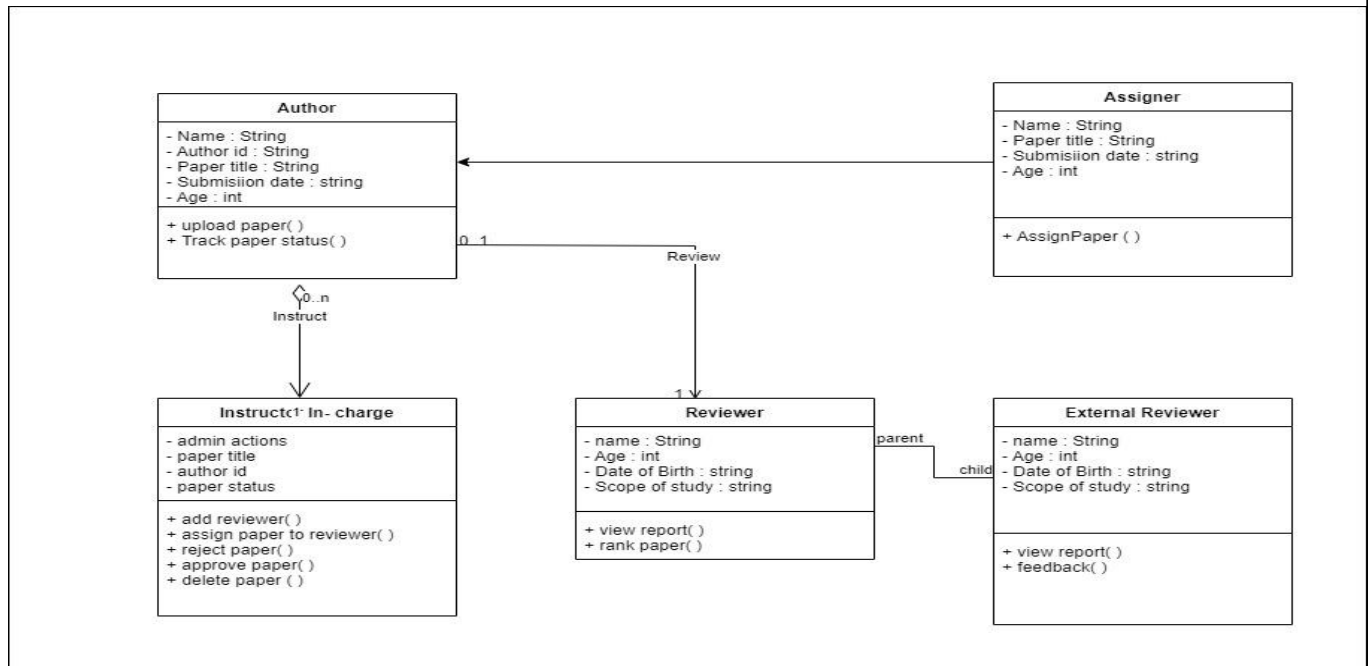 Author
- Name : String
- Author id : String
- Paper title : String
- Submisiion date : string
- Age : int
+ upload paper( )
+ Track paper status( )
Assigner
- Name : String
- Paper title : String
- Submisiion date : string
- Age : int
+ AssignPaper ( )
0..1
Review
1
0..n
Instruct
1
Instructor In- charge
- admin actions
- paper title
- author id
- paper status
+ add reviewer( )
+ assign paper to reviewer( )
+ reject paper( )
+ approve paper( )
+ delete paper ( )
Reviewer
- name : String
- Age : int
- Date of Birth : string
- Scope of study : string
+ view report( )
+ rank paper( )
parent
child
External Reviewer
- name : String
- Age : int
- Date of Birth : string
- Scope of study : string
+ view report( )
+ feedback( )